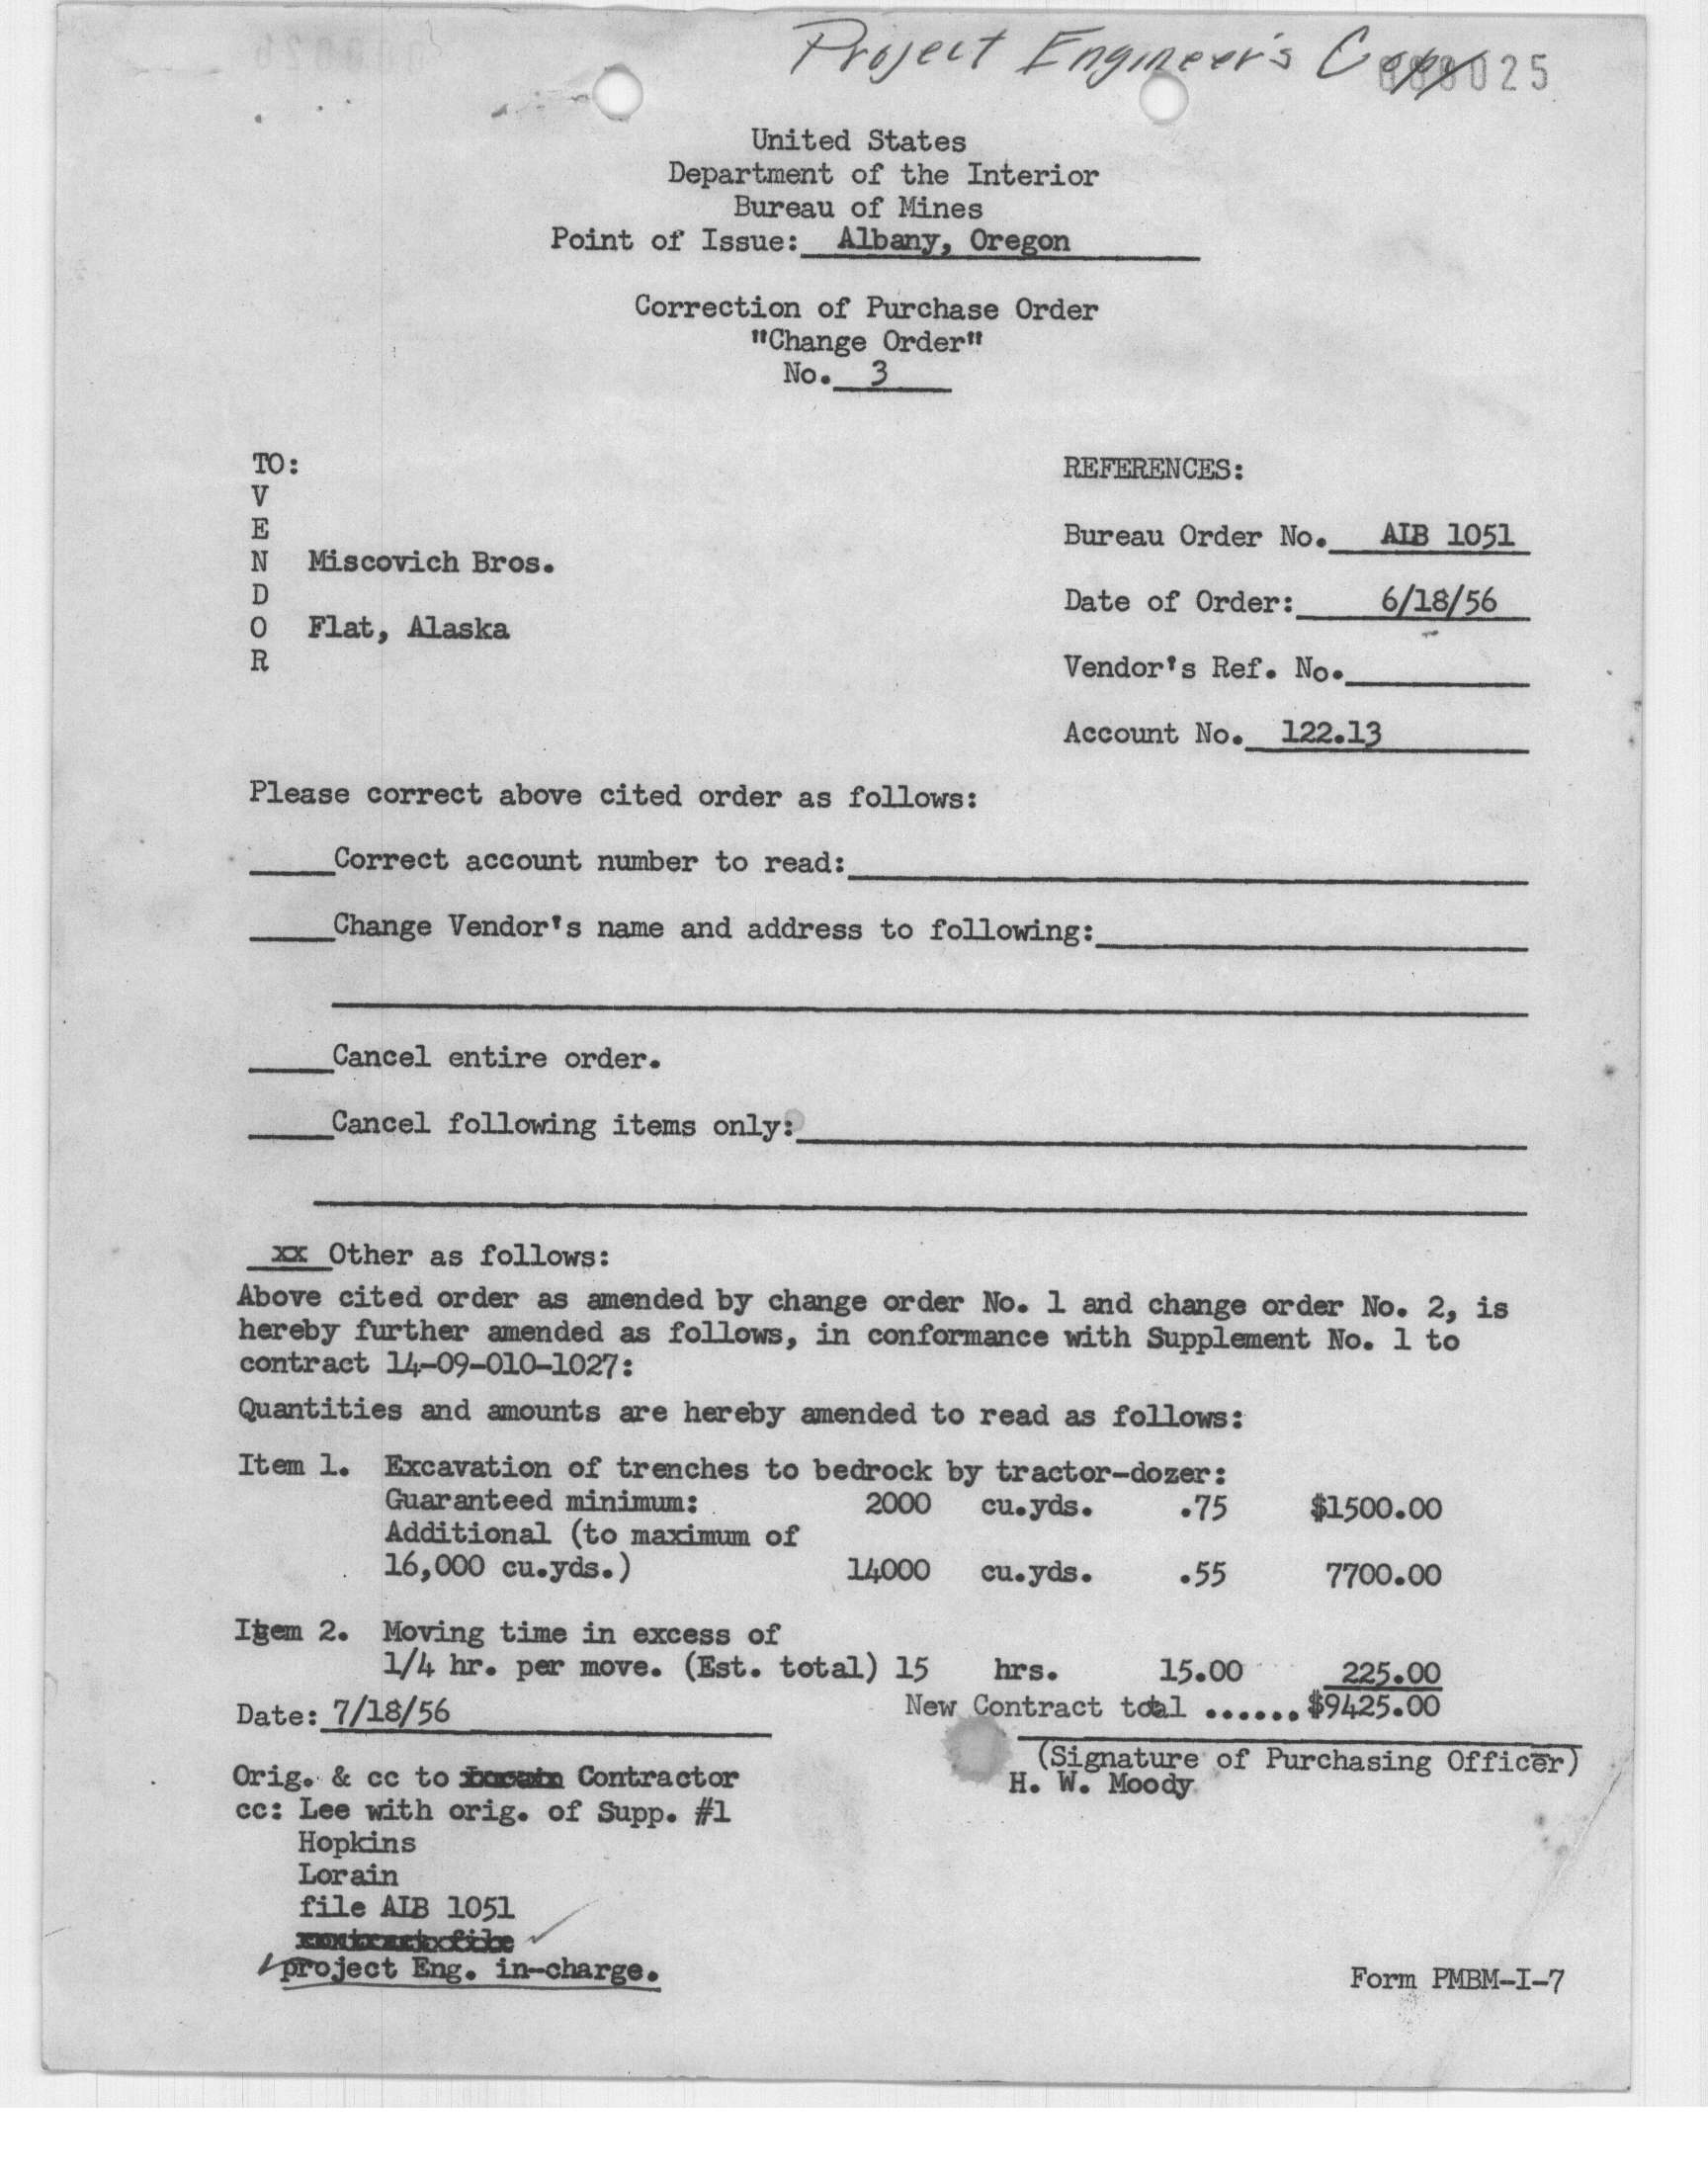 Project Engineer's Copy
025
United States
Department of the Interior
Bureau of Mines
Point of Issue: Albany, Oregon
Correction of Purchase Order
"Change Order"
No. 3
TO:
V
E
N Miscovich Bros.
D
O Flat, Alaska
R
REFERENCES:
Bureau Order No. AIB 1051
Date of Order: 6/18/56
Vendor's Ref. No.
Account No. 122.13
Please correct above cited order as follows:
Correct account number to read:
Change Vendor's name and address to following:
Cancel entire order.
Cancel following items only:
xx Other as follows:
Above cited order as amended by change order No. 1 and change order No. 2, is
hereby further amended as follows, in conformance with Supplement No. 1 to
contract 14-09-010-1027:
Quantities and amounts are hereby amended to read as follows:
Item 1. Excavation of trenches to bedrock by tractor-dozer:
Guaranteed minimum: 2000 cu.yds. .75 $1500.00
Additional (to maximum of
16,000 cu.yds.) 14000 cu.yds. .55 7700.00
Item 2. Moving time in excess of
1/4 hr. per move. (Est. total) 15 hrs. 15.00 225.00
New Contract total ...... $9425.00
Date: 7/18/56
(Signature of Purchasing Officer)
H. W. Moody
Orig. & cc to Contractor
cc: Lee with orig. of Supp. #1
Hopkins
Lorain
file AIB 1051
project Eng. in-charge.
Form PMBM-I-7